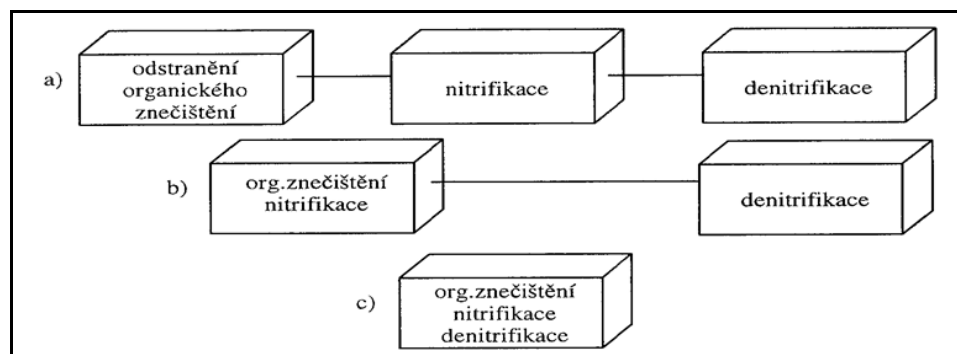 a)
odstranění
organického
znečištění
nitrifikace
denitrifikace
b)
org.znečištění
nitrifikace
denitrifikace
c)
org.znečištění
nitrifikace
denitrifikace